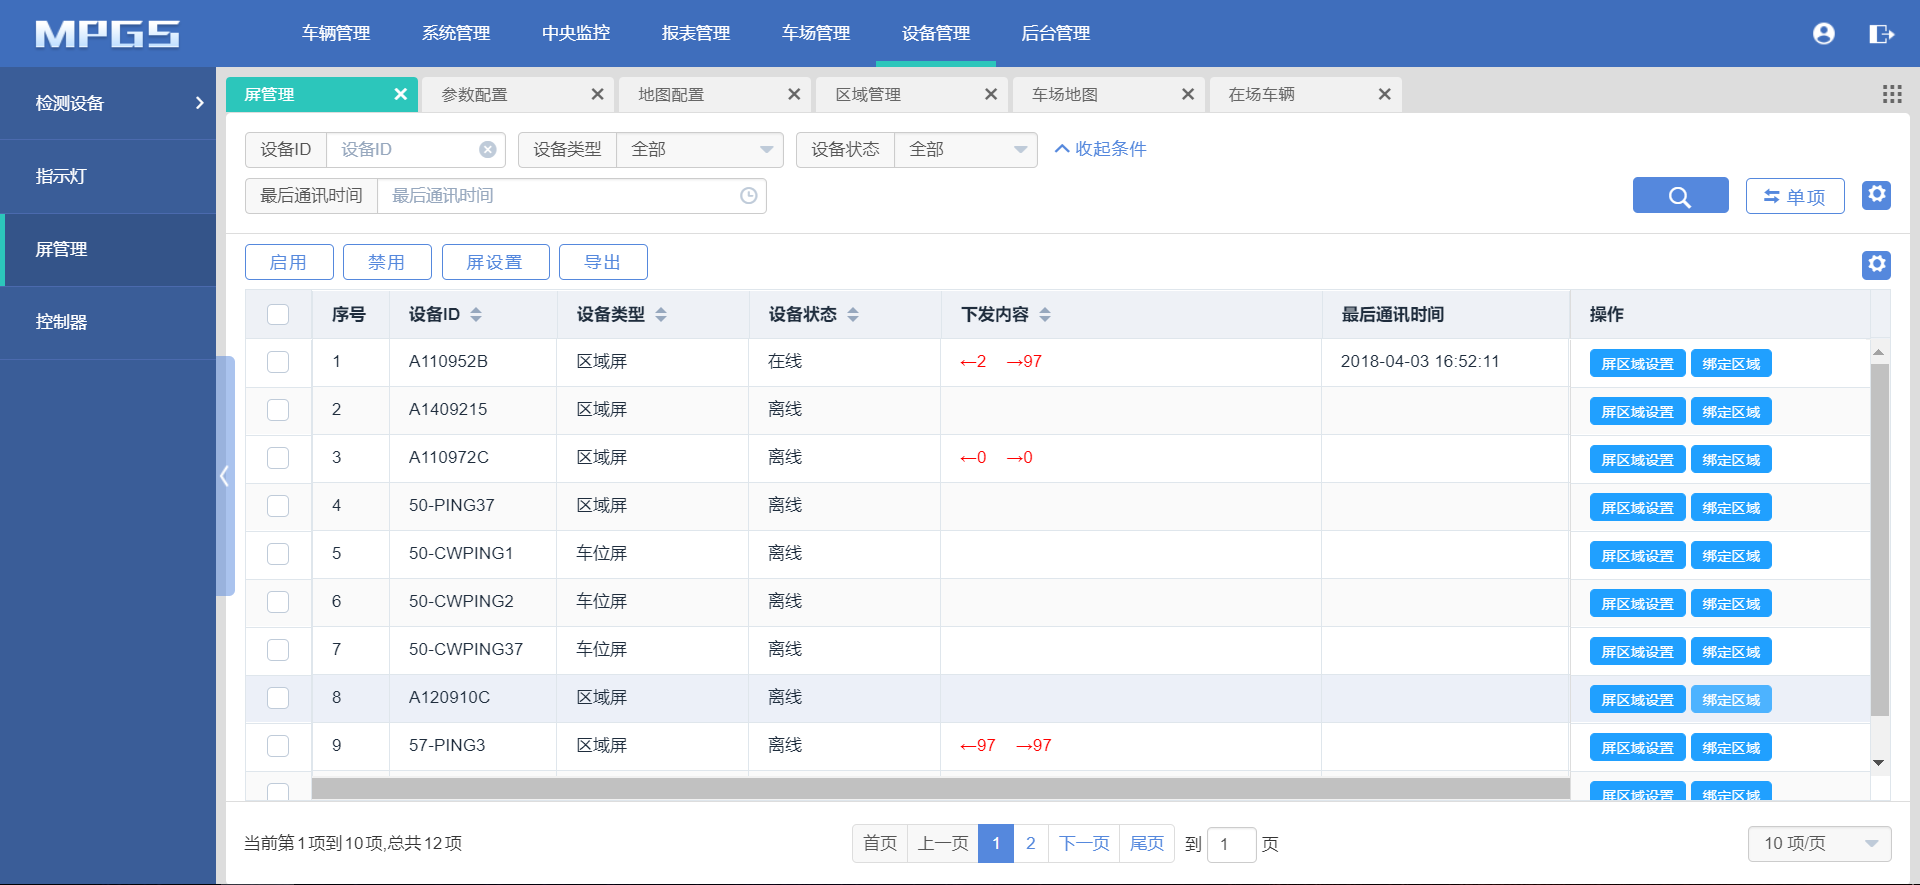 MPGS 车辆管理 系统管理 中央监控 报表管理 车场管理 设备管理 后台管理
检测设备
指示灯
屏管理
控制器
屏管理 参数配置 地图配置 区域管理 车场地图 在场车辆
设备ID 设备ID 设备类型 全部 设备状态 全部 收起条件
最后通讯时间 最后通讯时间 单项
启用 禁用 屏设置 导出
序号 设备ID 设备类型 设备状态 下发内容 最后通讯时间 操作
1 A110952B 区域屏 在线 ←2 →97 2018-04-03 16:52:11 屏区域设置 绑定区域
2 A1409215 区域屏 离线 屏区域设置 绑定区域
3 A110972C 区域屏 离线 ←0 →0 屏区域设置 绑定区域
4 50-PING37 区域屏 离线 屏区域设置 绑定区域
5 50-CWPING1 车位屏 离线 屏区域设置 绑定区域
6 50-CWPING2 车位屏 离线 屏区域设置 绑定区域
7 50-CWPING37 车位屏 离线 屏区域设置 绑定区域
8 A120910C 区域屏 离线 屏区域设置 绑定区域
9 57-PING3 区域屏 离线 ←97 →97 屏区域设置 绑定区域
屏区域设置 绑定区域
当前第1项到10项,总共12项 首页 上一页 1 2 下一页 尾页 到 1 页 10 项/页